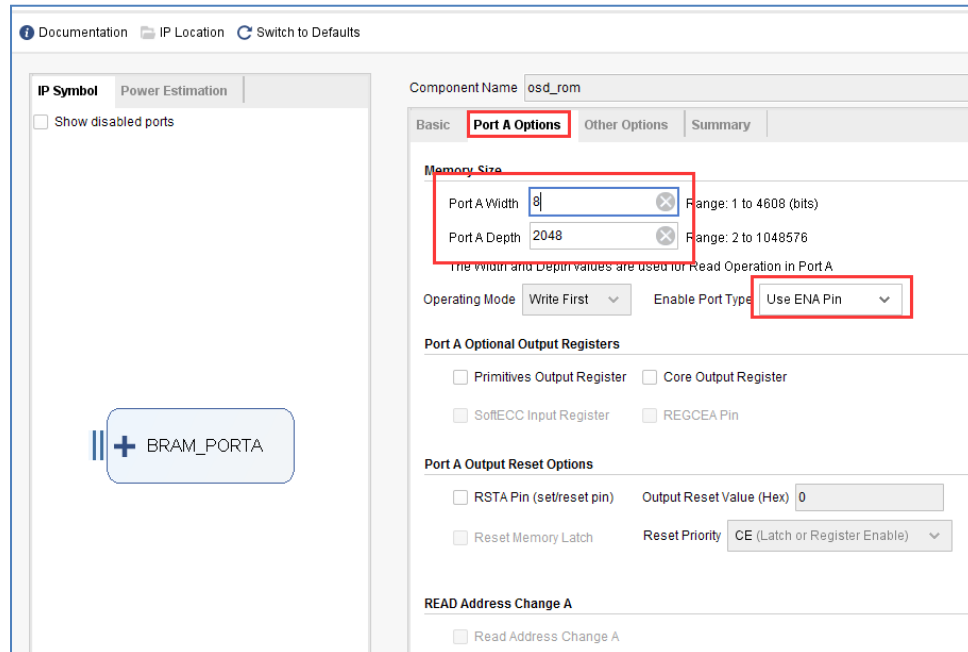 Documentation IP Location Switch to Defaults
IP Symbol Power Estimation
Show disabled ports
BRAM_PORTA
Component Name osd_rom
Basic Port A Options Other Options Summary
Memory Size
Port A Width 8 Range: 1 to 4608 (bits)
Port A Depth 2048 Range: 2 to 1048576
The Width and Depth values are used for Read Operation in Port A
Operating Mode Write First Enable Port Type Use ENA Pin
Port A Optional Output Registers
Primitives Output Register Core Output Register
SoftECC Input Register REGCEA Pin
Port A Output Reset Options
RSTA Pin (set/reset pin) Output Reset Value (Hex) 0
Reset Memory Latch Reset Priority CE (Latch or Register Enable)
READ Address Change A
Read Address Change A